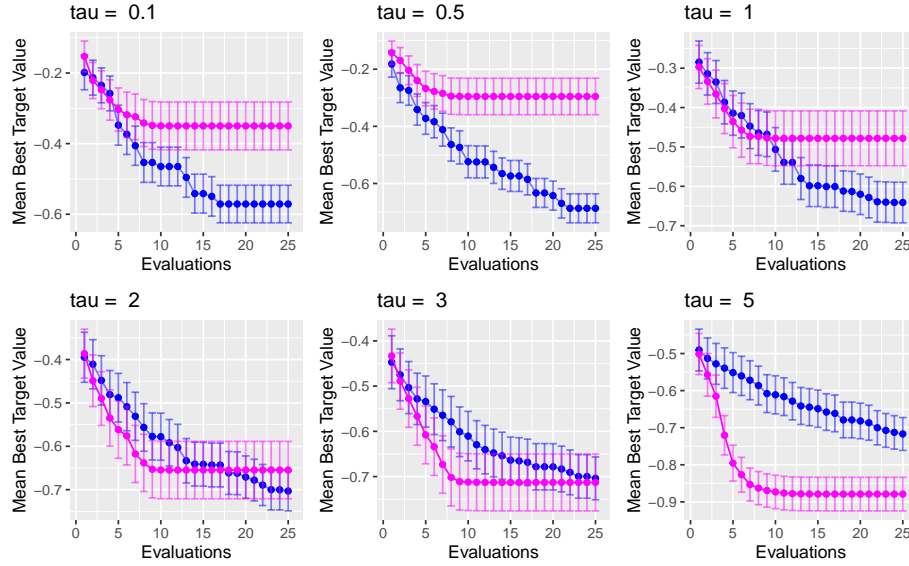 tau = 0.1
Mean Best Target Value
−0.2
−0.4
−0.6
0 5 10 15 20 25
Evaluations
tau = 0.5
Mean Best Target Value
−0.2
−0.4
−0.6
0 5 10 15 20 25
Evaluations
tau = 1
Mean Best Target Value
−0.3
−0.4
−0.5
−0.6
−0.7
0 5 10 15 20 25
Evaluations
tau = 2
Mean Best Target Value
−0.4
−0.5
−0.6
−0.7
0 5 10 15 20 25
Evaluations
tau = 3
Mean Best Target Value
−0.4
−0.5
−0.6
−0.7
0 5 10 15 20 25
Evaluations
tau = 5
Mean Best Target Value
−0.5
−0.6
−0.7
−0.8
−0.9
0 5 10 15 20 25
Evaluations